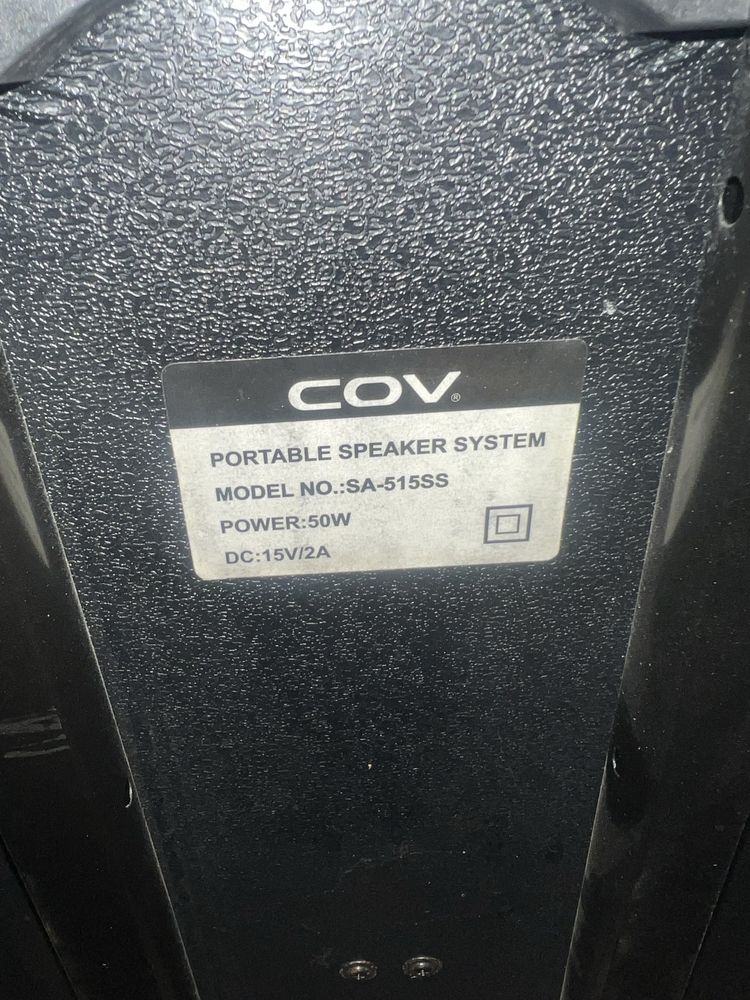 COV®
PORTABLE SPEAKER SYSTEM
MODEL NO.:SA-515SS
POWER:50W
DC:15V/2A